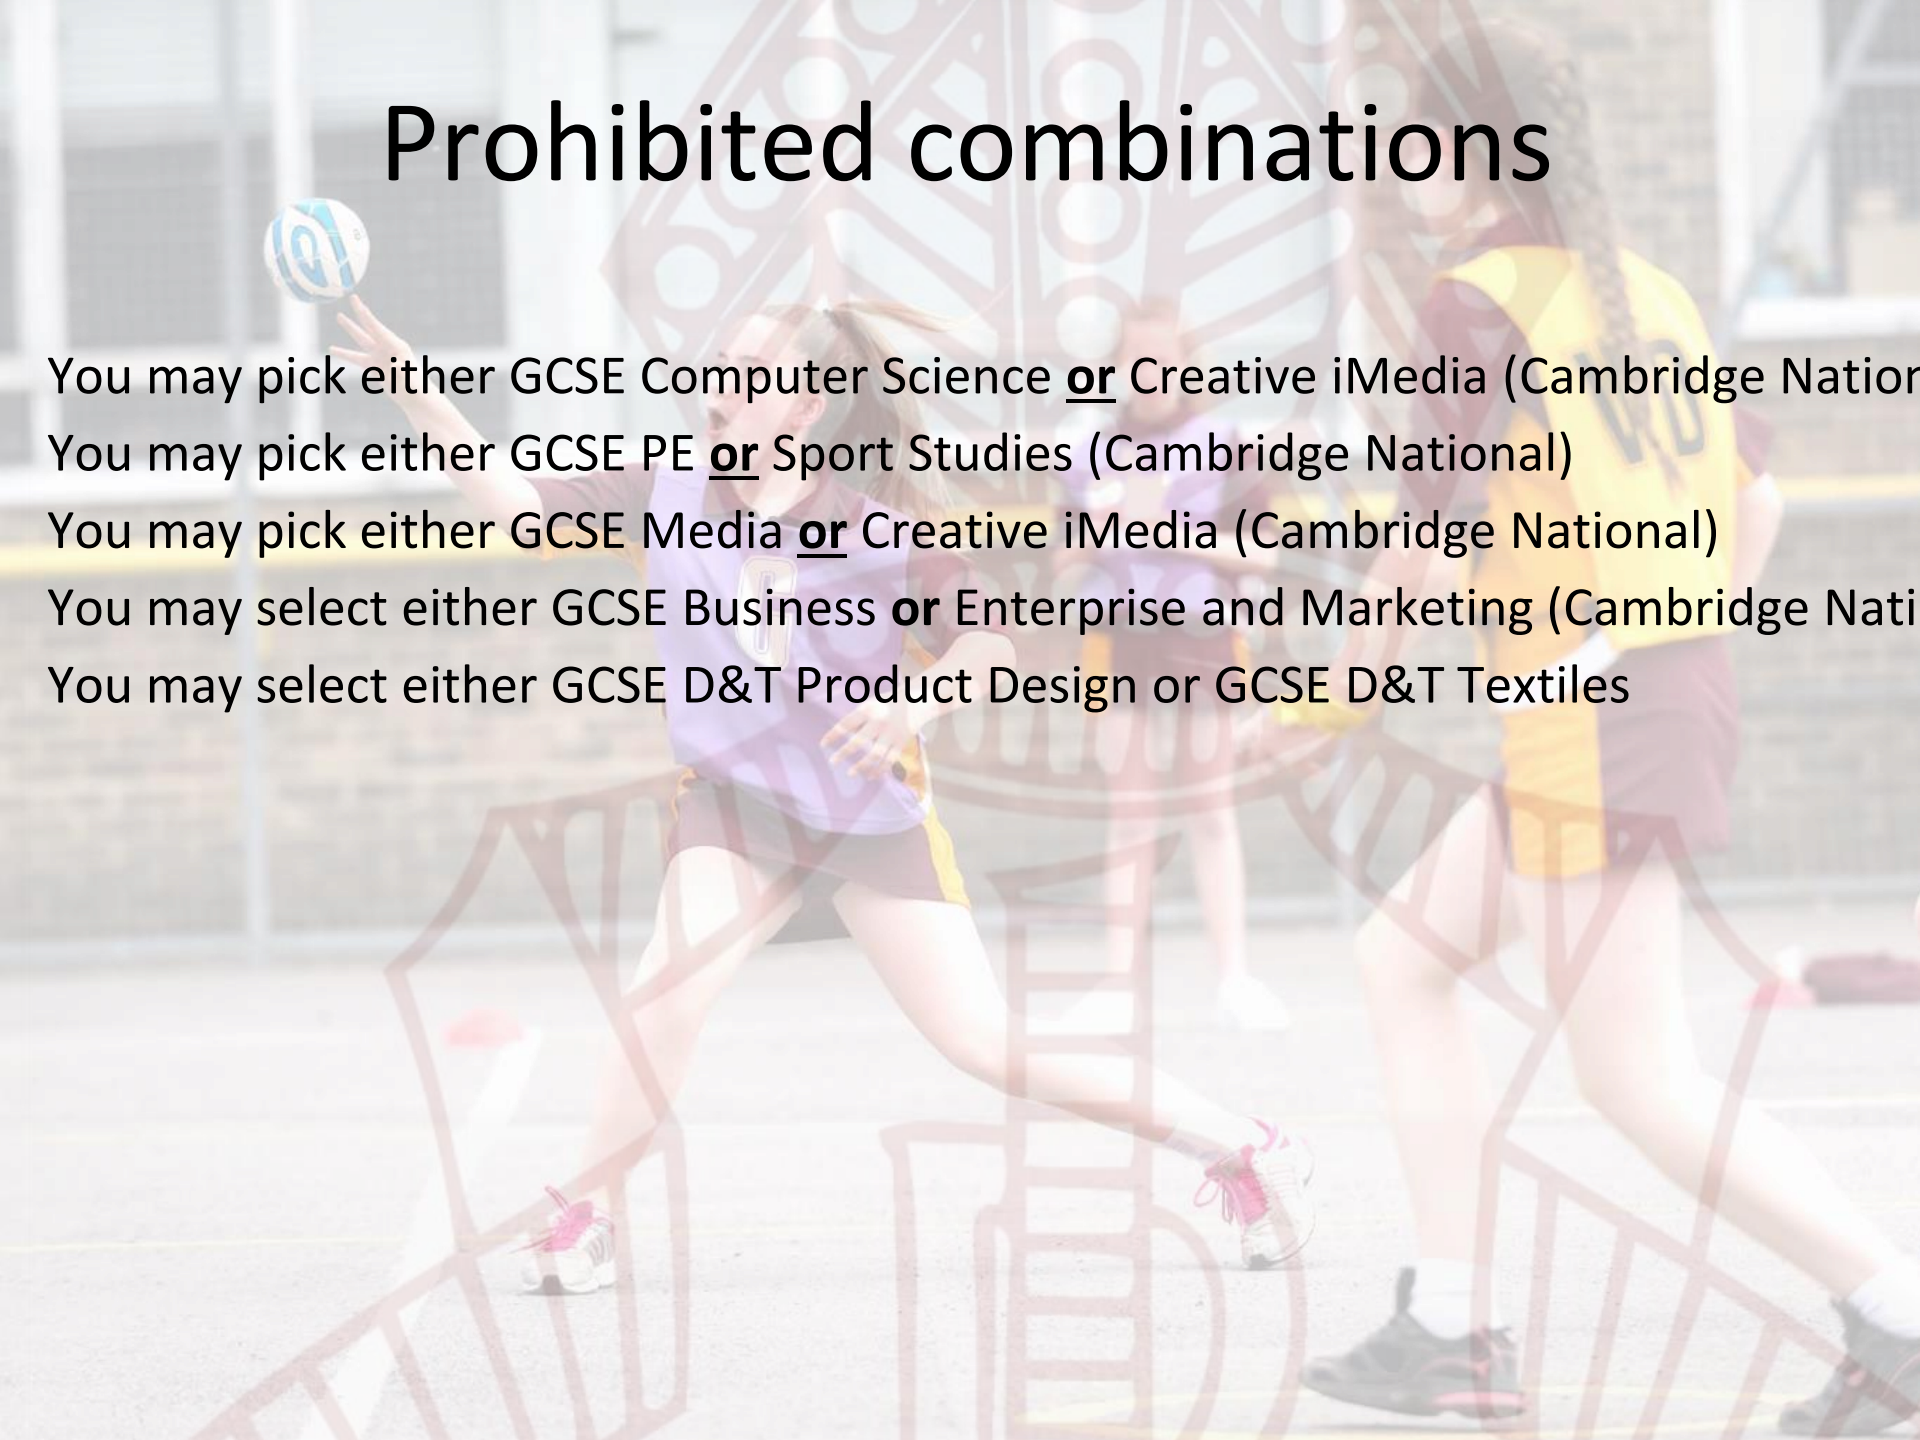 Prohibited combinations
You may pick either GCSE Computer Science or Creative iMedia (Cambridge Nation
You may pick either GCSE PE or Sport Studies (Cambridge National)
You may pick either GCSE Media or Creative iMedia (Cambridge National)
You may select either GCSE Business or Enterprise and Marketing (Cambridge Nati
You may select either GCSE D&T Product Design or GCSE D&T Textiles
WD
G